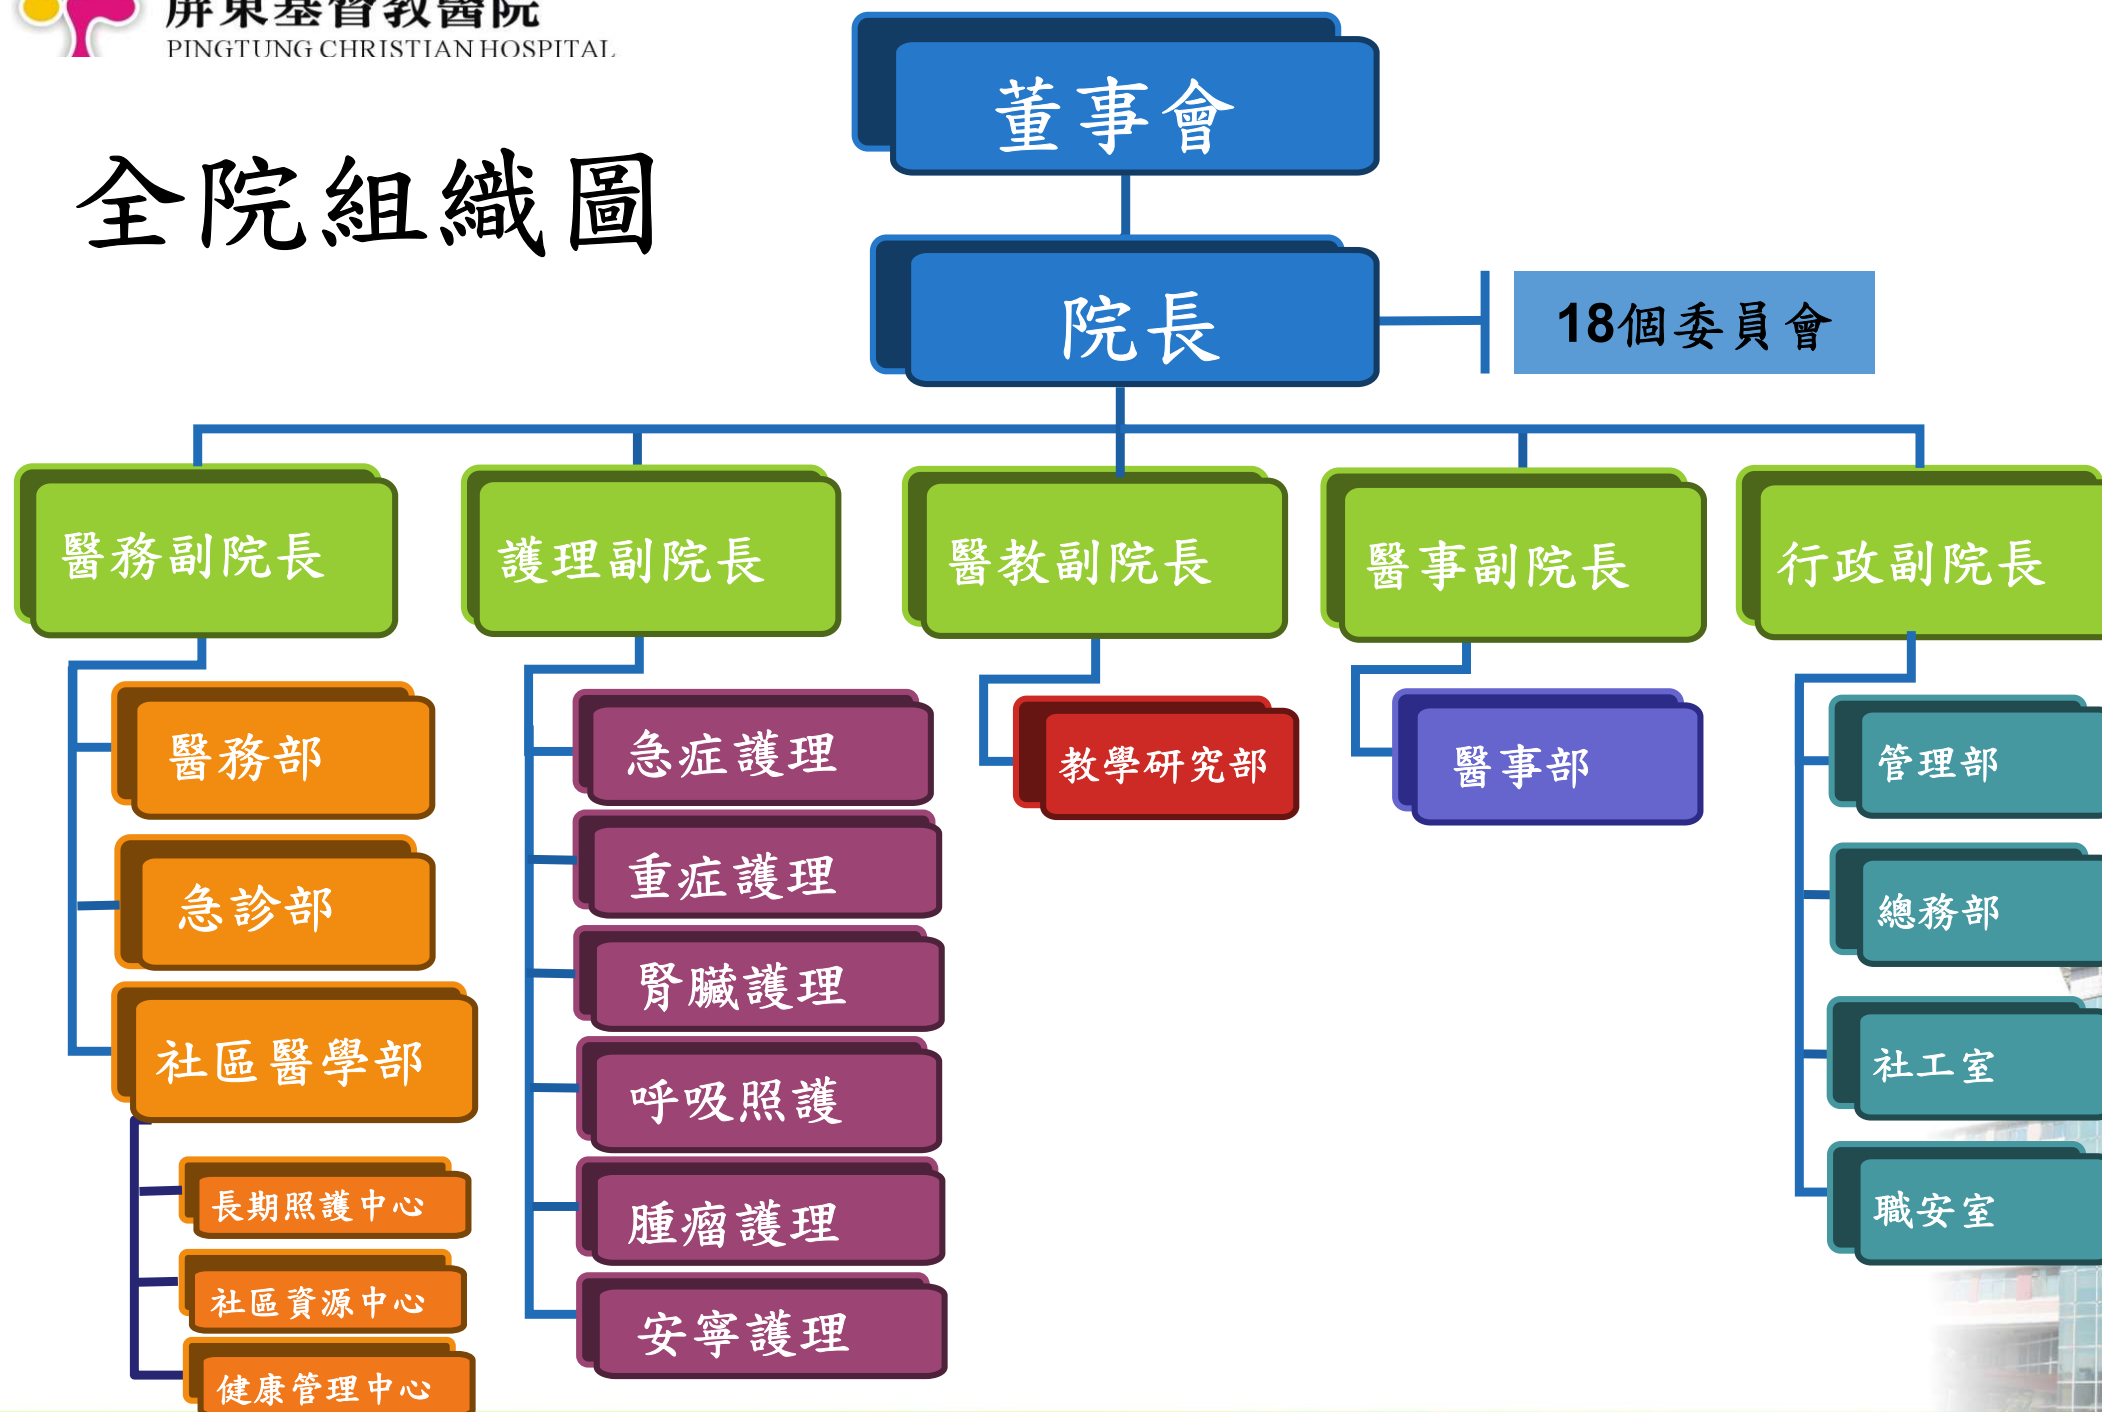 屏東基督教醫院
PINGTUNG CHRISTIAN HOSPITAL
全院組織圖
董事會
院長
18個委員會
醫務副院長
護理副院長
醫教副院長
醫事副院長
行政副院長
醫務部
急診部
社區醫學部
長期照護中心
社區資源中心
健康管理中心
急症護理
重症護理
腎臟護理
呼吸照護
腫瘤護理
安寧護理
教學研究部
醫事部
管理部
總務部
社工室
職安室